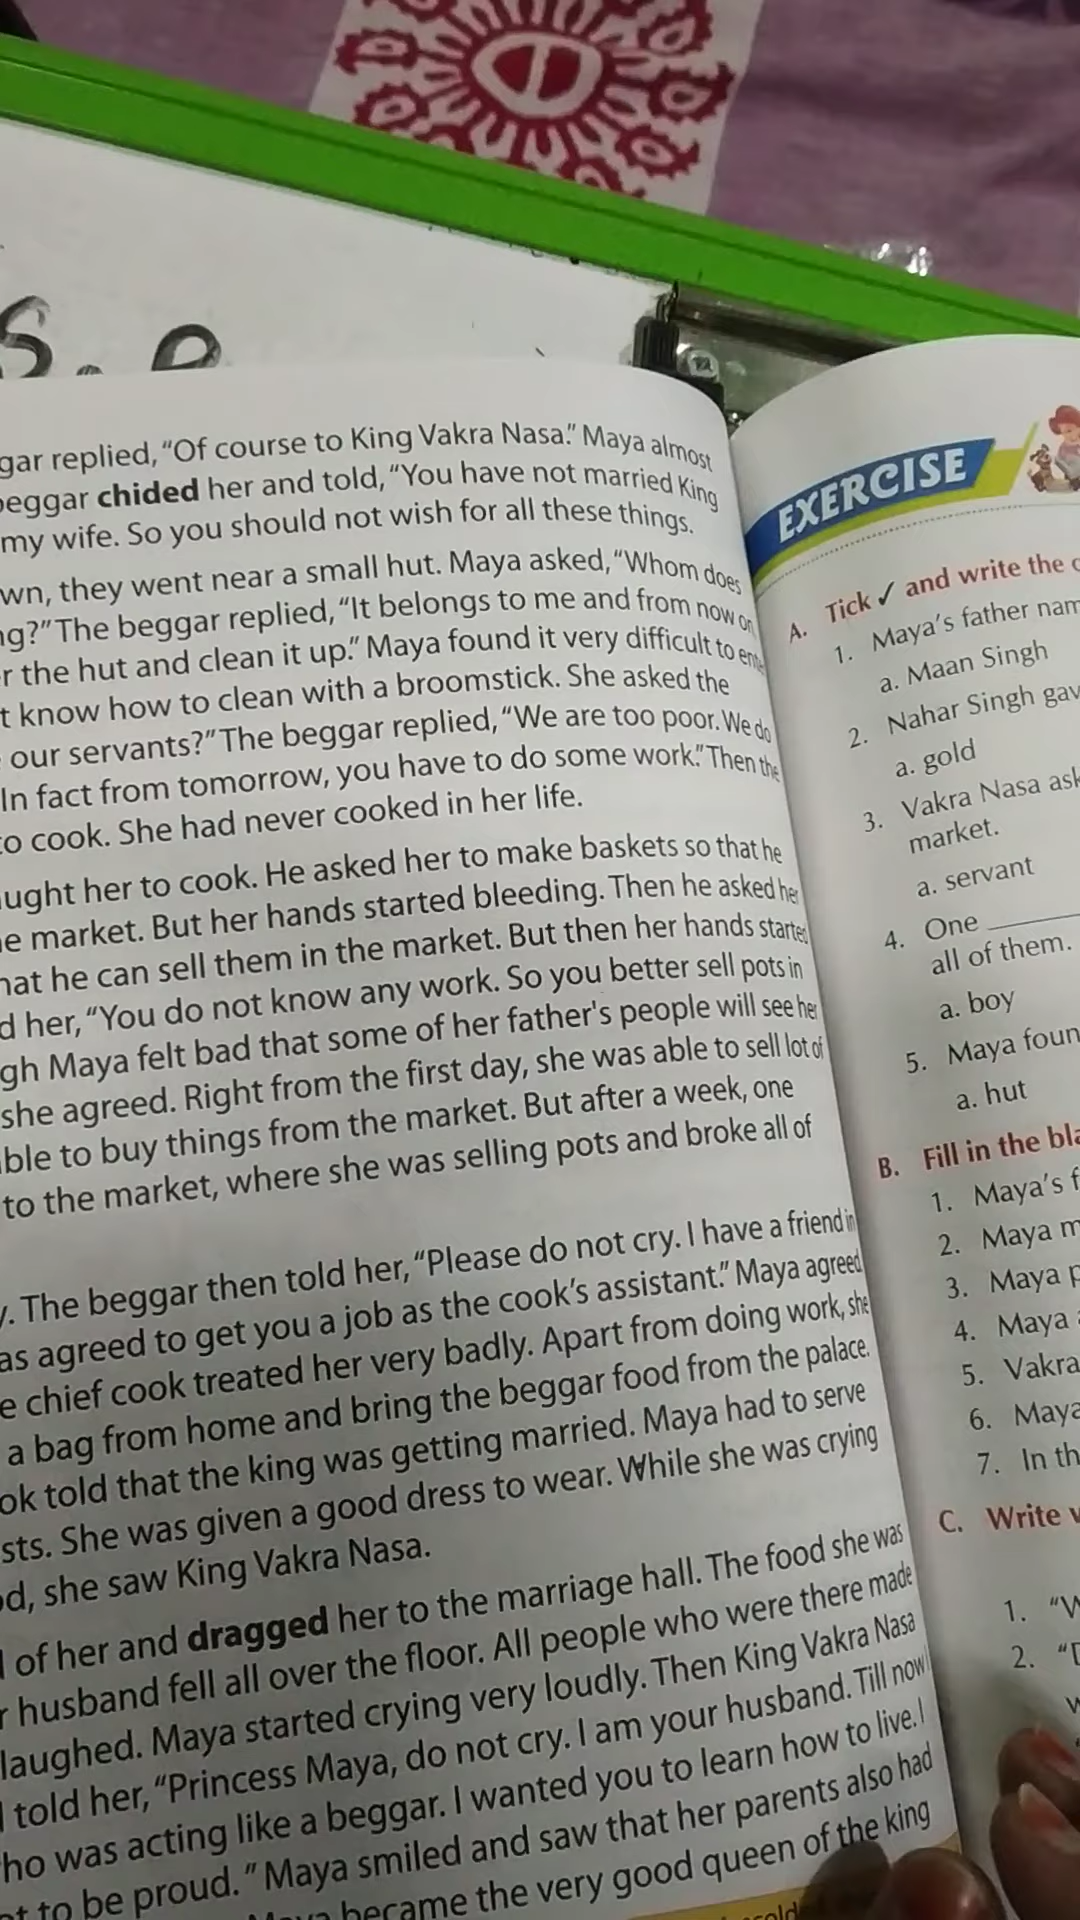 S. e
gar replied, “Of course to King Vakra Nasa.” Maya almost
beggar chided her and told, “You have not married King
my wife. So you should not wish for all these things.
wn, they went near a small hut. Maya asked, “Whom does
ng?” The beggar replied, “It belongs to me and from now on
r the hut and clean it up.” Maya found it very difficult to ente
t know how to clean with a broomstick. She asked the
our servants?” The beggar replied, “We are too poor. We do
In fact from tomorrow, you have to do some work.” Then the
to cook. She had never cooked in her life.
ught her to cook. He asked her to make baskets so that he
e market. But her hands started bleeding. Then he asked her
hat he can sell them in the market. But then her hands started
d her, “You do not know any work. So you better sell pots in
gh Maya felt bad that some of her father's people will see her
she agreed. Right from the first day, she was able to sell lot of
ble to buy things from the market. But after a week, one
to the market, where she was selling pots and broke all of
y. The beggar then told her, “Please do not cry. I have a friend in
as agreed to get you a job as the cook’s assistant.” Maya agreed
e chief cook treated her very badly. Apart from doing work, she
a bag from home and bring the beggar food from the palace.
ok told that the king was getting married. Maya had to serve
sts. She was given a good dress to wear. While she was crying
od, she saw King Vakra Nasa.
of her and dragged her to the marriage hall. The food she was
r husband fell all over the floor. All people who were there made
laughed. Maya started crying very loudly. Then King Vakra Nasa
told her, “Princess Maya, do not cry. I am your husband. Till now
ho was acting like a beggar. I wanted you to learn how to live. I
ot to be proud. ” Maya smiled and saw that her parents also had
became the very good queen of the king
EXERCISE
A. Tick ✓ and write the c
1. Maya’s father nam
a. Maan Singh
2. Nahar Singh gav
a. gold
3. Vakra Nasa ask
market.
a. servant
4. One ______
all of them.
a. boy
5. Maya foun
a. hut
B. Fill in the bla
1. Maya’s f
2. Maya m
3. Maya p
4. Maya
5. Vakra
6. Maya
7. In th
C. Write v
1. “W
2. “D